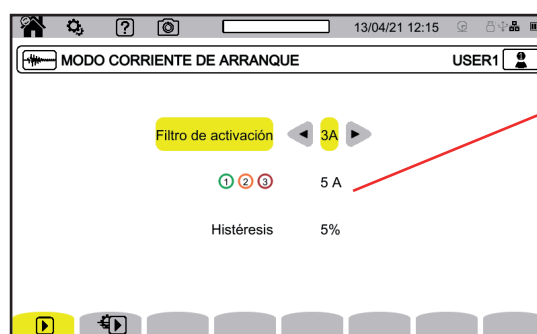 ? 13/04/21 12:15
MODO CORRIENTE DE ARRANQUE USER1
Filtro de activación 3A
1 2 3 5 A
Histéresis 5%